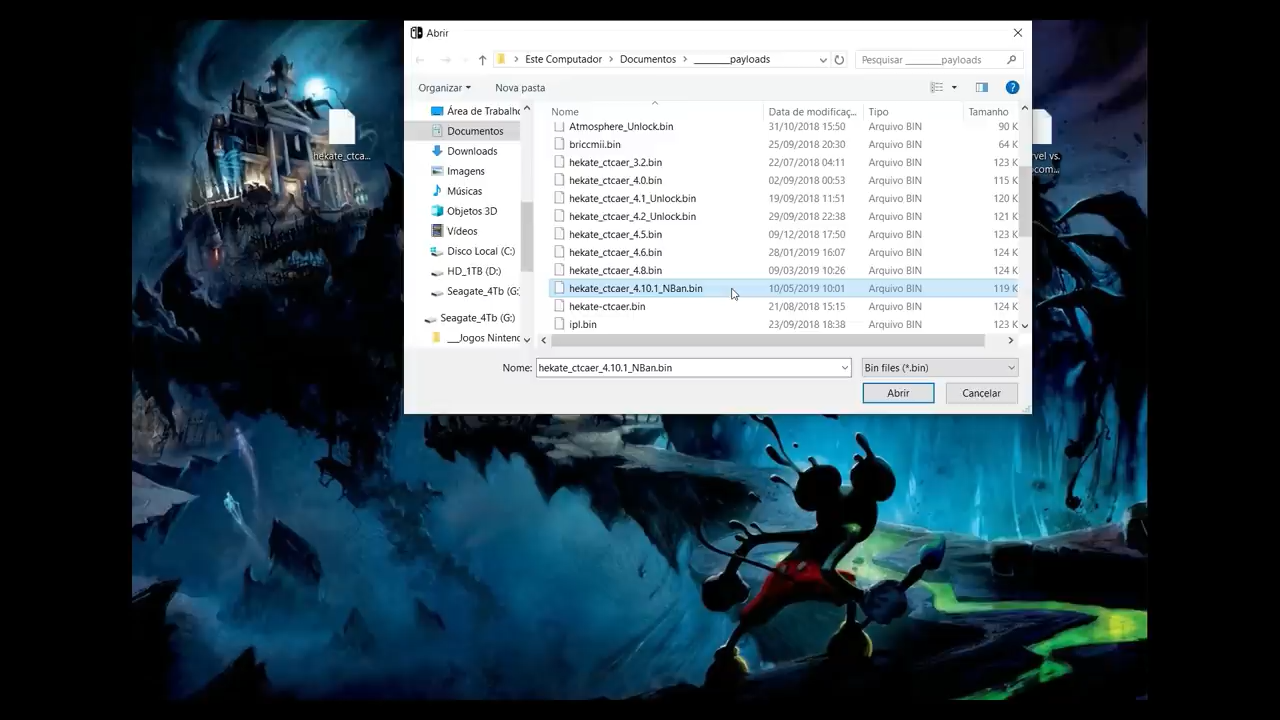 Abrir
Este Computador > Documentos > ________payloads
Pesquisar ________payloads
Organizar
Nova pasta
Área de Trabalho
Documentos
Downloads
Imagens
Músicas
Objetos 3D
Vídeos
Disco Local (C:)
HD_1TB (D:)
Seagate_4Tb (G:
Seagate_4Tb (G:)
__Jogos Ninten
Nome Data de modificaç... Tipo Tamanho
Atmosphere_Unlock.bin 31/10/2018 15:50 Arquivo BIN 90 K
briccmii.bin 25/09/2018 20:30 Arquivo BIN 64 K
hekate_ctcaer_3.2.bin 22/07/2018 04:11 Arquivo BIN 123 K
hekate_ctcaer_4.0.bin 02/09/2018 00:53 Arquivo BIN 115 K
hekate_ctcaer_4.1_Unlock.bin 19/09/2018 11:51 Arquivo BIN 120 K
hekate_ctcaer_4.2_Unlock.bin 29/09/2018 22:38 Arquivo BIN 121 K
hekate_ctcaer_4.5.bin 09/12/2018 17:50 Arquivo BIN 123 K
hekate_ctcaer_4.6.bin 28/01/2019 16:07 Arquivo BIN 124 K
hekate_ctcaer_4.8.bin 09/03/2019 10:26 Arquivo BIN 124 K
hekate_ctcaer_4.10.1_NBan.bin 10/05/2019 10:01 Arquivo BIN 119 K
hekate-ctcaer.bin 21/08/2018 15:15 Arquivo BIN 124 K
ipl.bin 23/09/2018 18:38 Arquivo BIN 123 K
Nome: hekate_ctcaer_4.10.1_NBan.bin
Bin files (*.bin)
Abrir
Cancelar
hekate_ctca...
vel vs.
com...